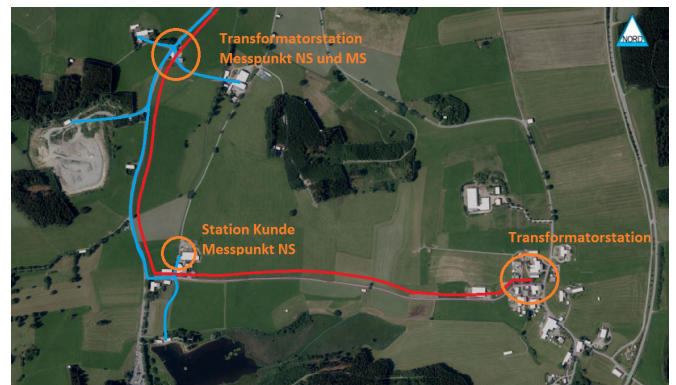 NORD
Transformatorstation
Messpunkt NS und MS
Station Kunde
Messpunkt NS
Transformatorstation